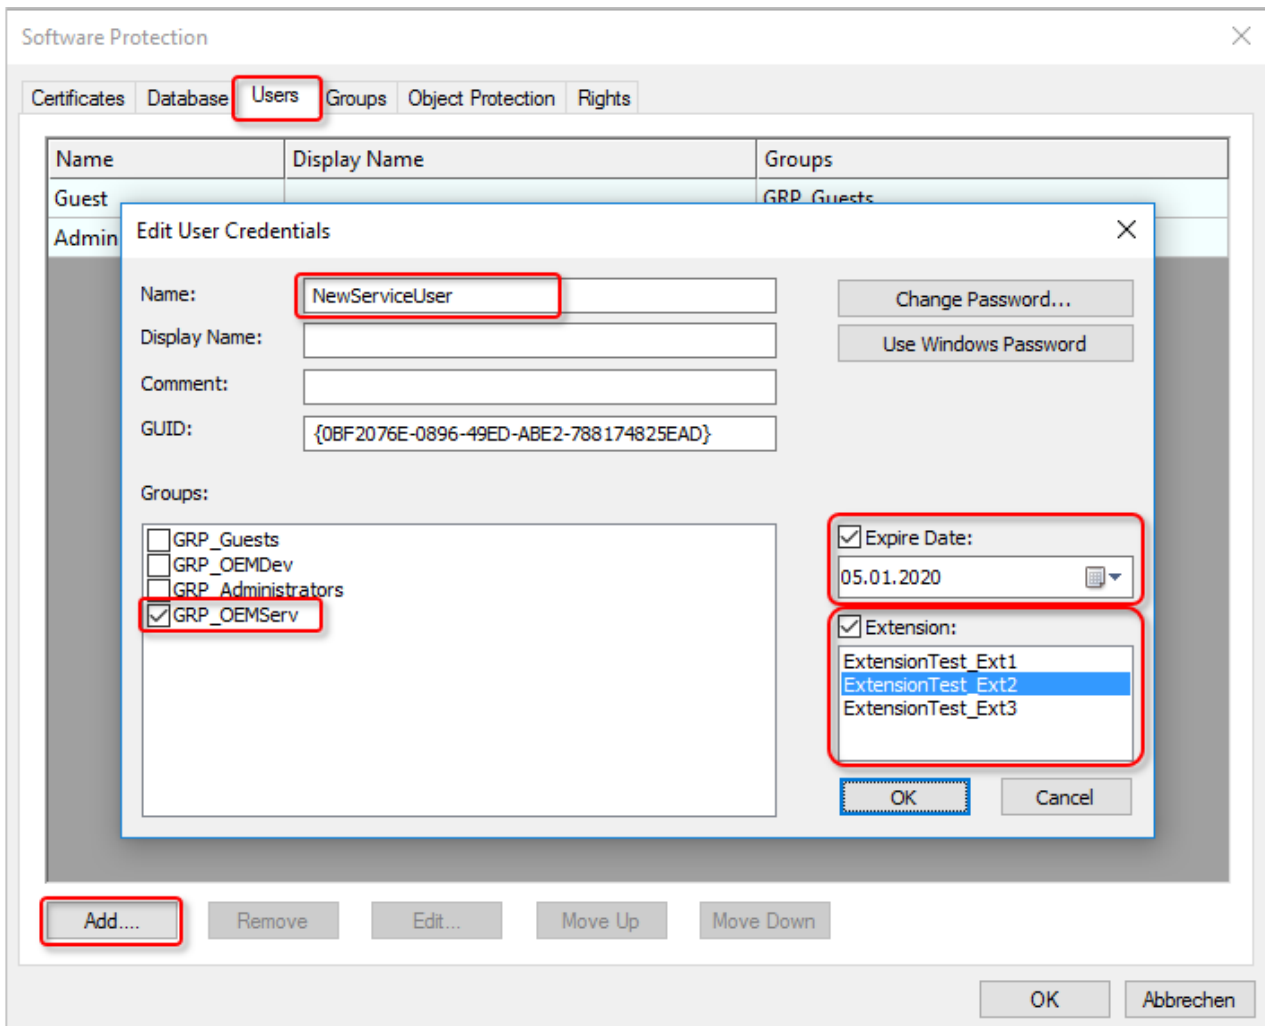 Software Protection
Certificates Database Users Groups Object Protection Rights
Name Display Name Groups
Guest GRP_Guests
Admin
Edit User Credentials
Name: NewServiceUser Change Password...
Display Name: Use Windows Password
Comment:
GUID: {0BF2076E-0896-49ED-ABE2-788174825EAD}
Groups:
GRP_Guests
GRP_OEMDev
GRP_Administrators
GRP_OEMServ
Expire Date:
05.01.2020
Extension:
ExtensionTest_Ext1
ExtensionTest_Ext2
ExtensionTest_Ext3
OK Cancel
Add.... Remove Edit... Move Up Move Down
OK Abbrechen